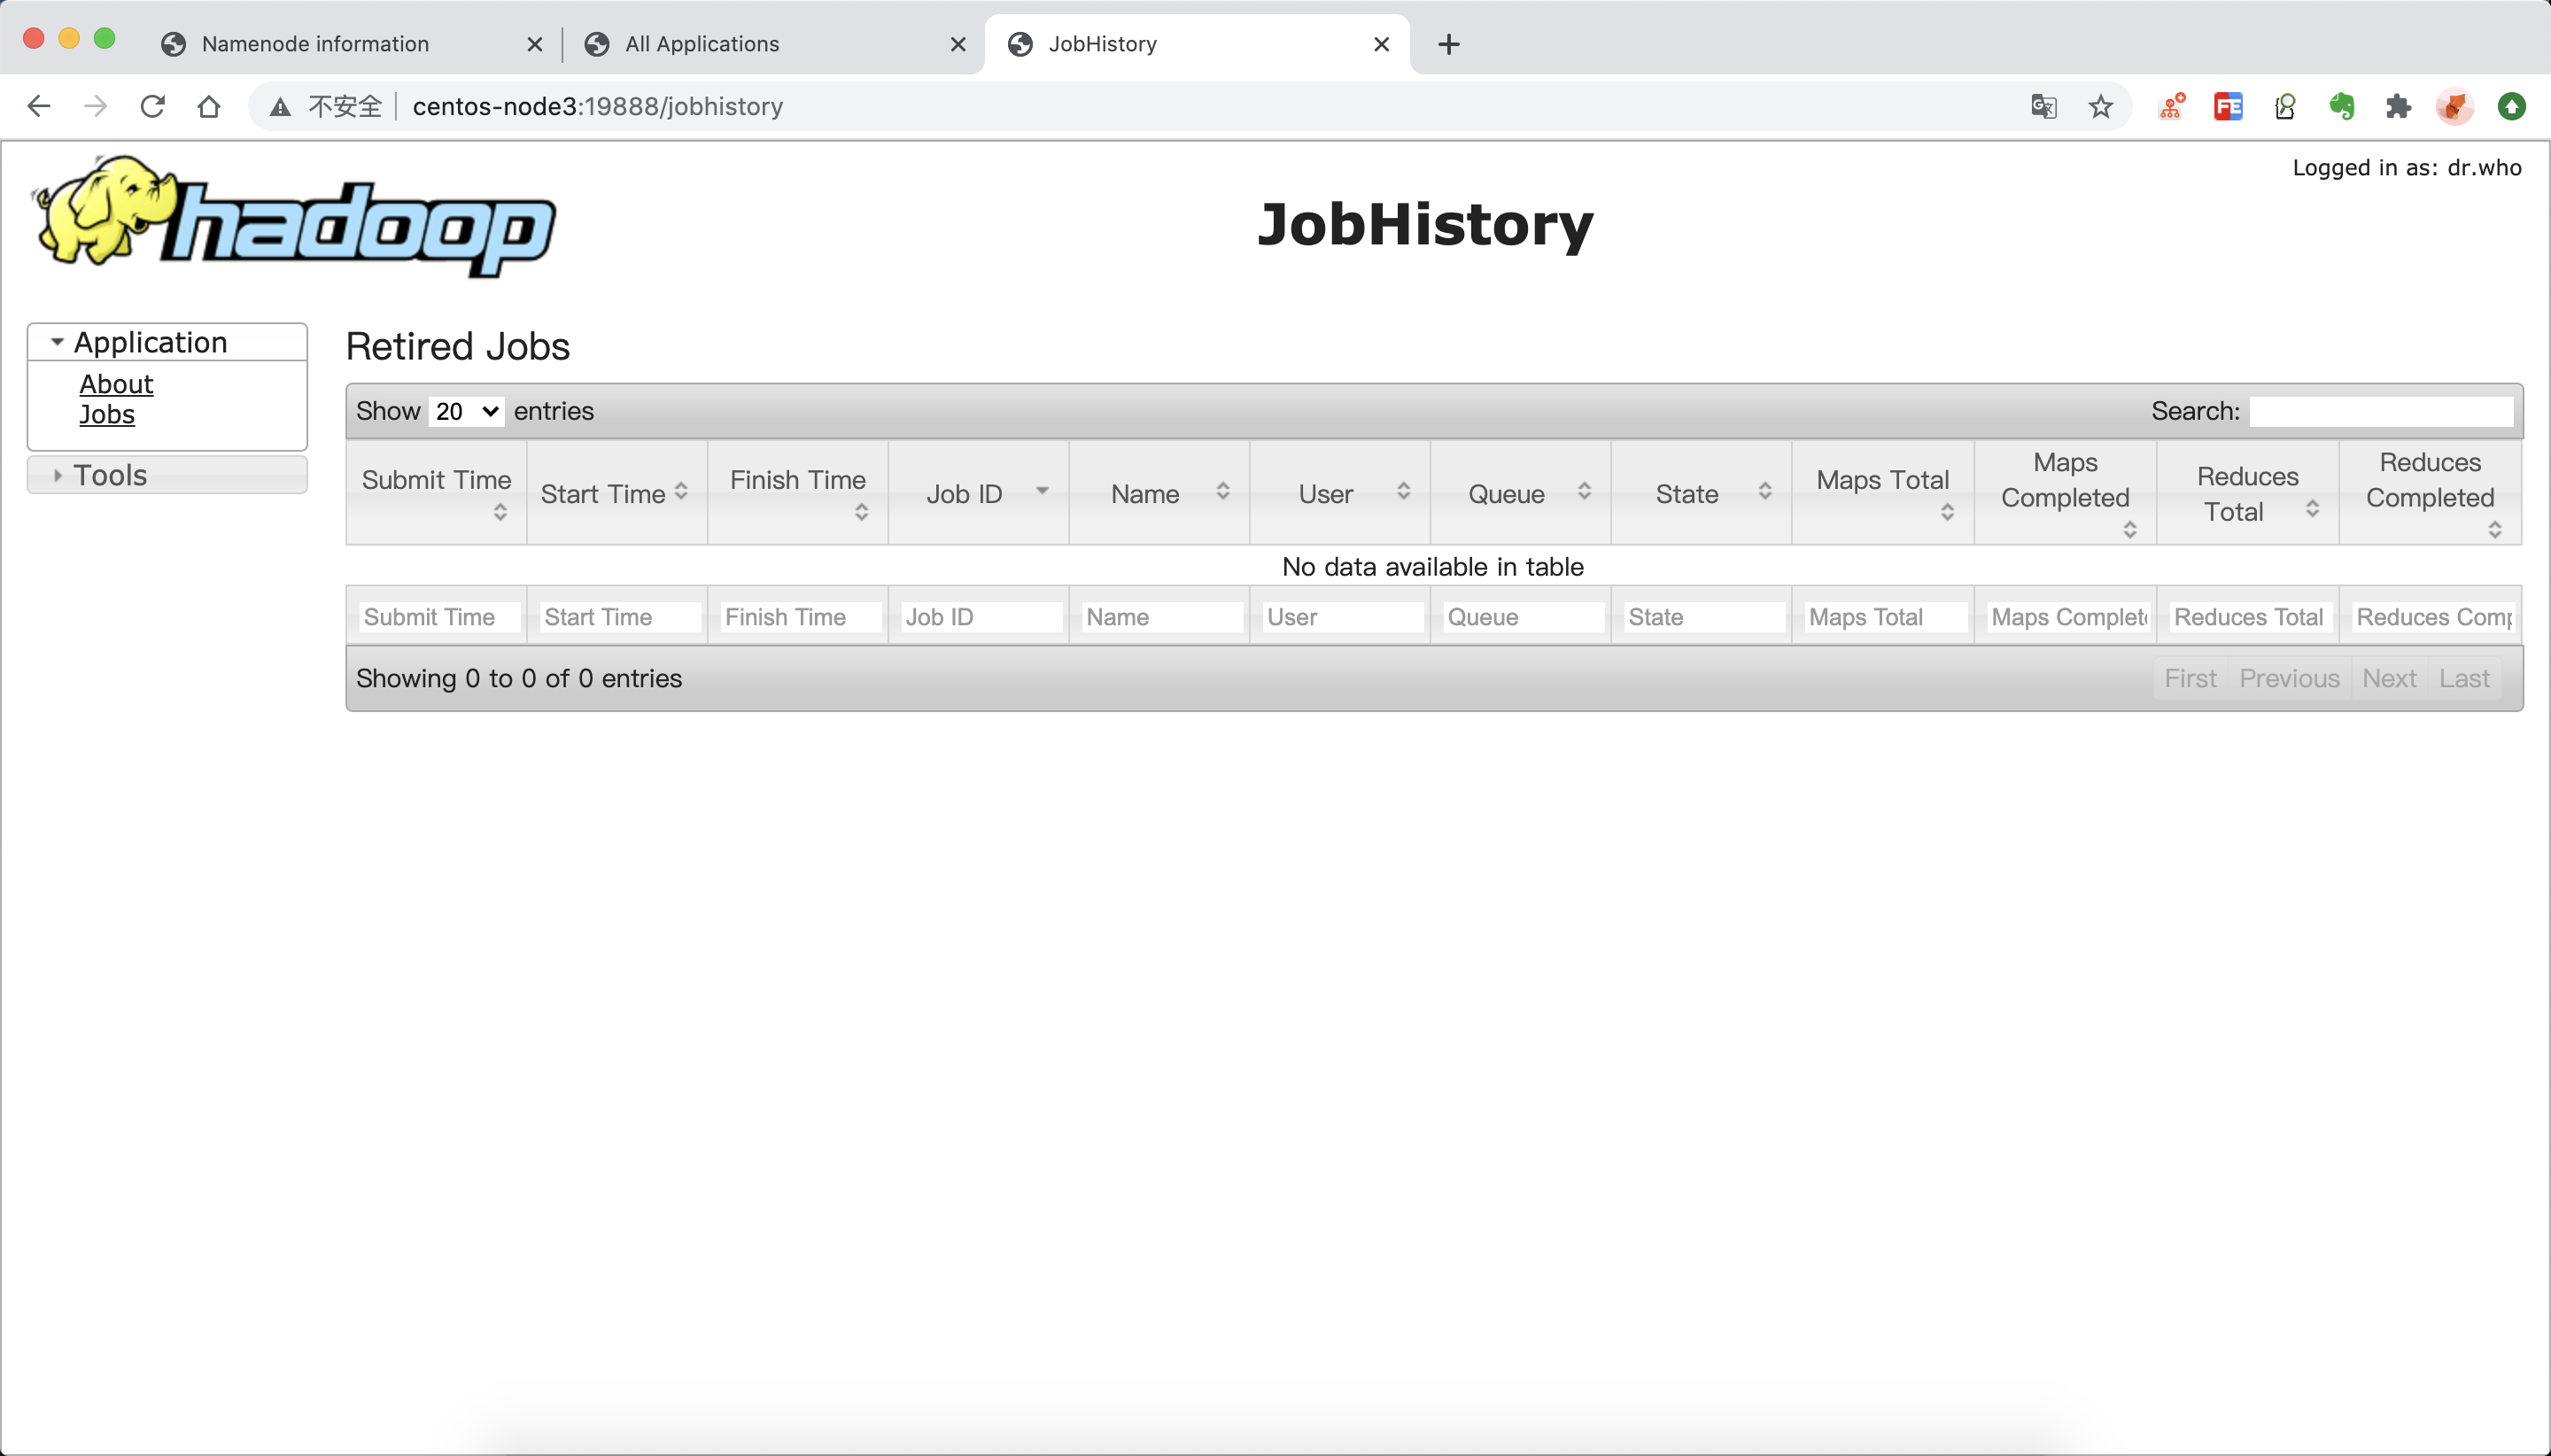 Namenode information
All Applications
JobHistory
不安全
centos-node3:19888/jobhistory
FE
hadoop
JobHistory
Logged in as: dr.who
Application
About
Jobs
Tools
Retired Jobs
Show 20 entries
Search:
Submit Time
Start Time
Finish Time
Job ID
Name
User
Queue
State
Maps Total
Maps
Completed
Reduces
Total
Reduces
Completed
No data available in table
Submit Time
Start Time
Finish Time
Job ID
Name
User
Queue
State
Maps Total
Maps Complet
Reduces Total
Reduces Comp
Showing 0 to 0 of 0 entries
First Previous Next Last